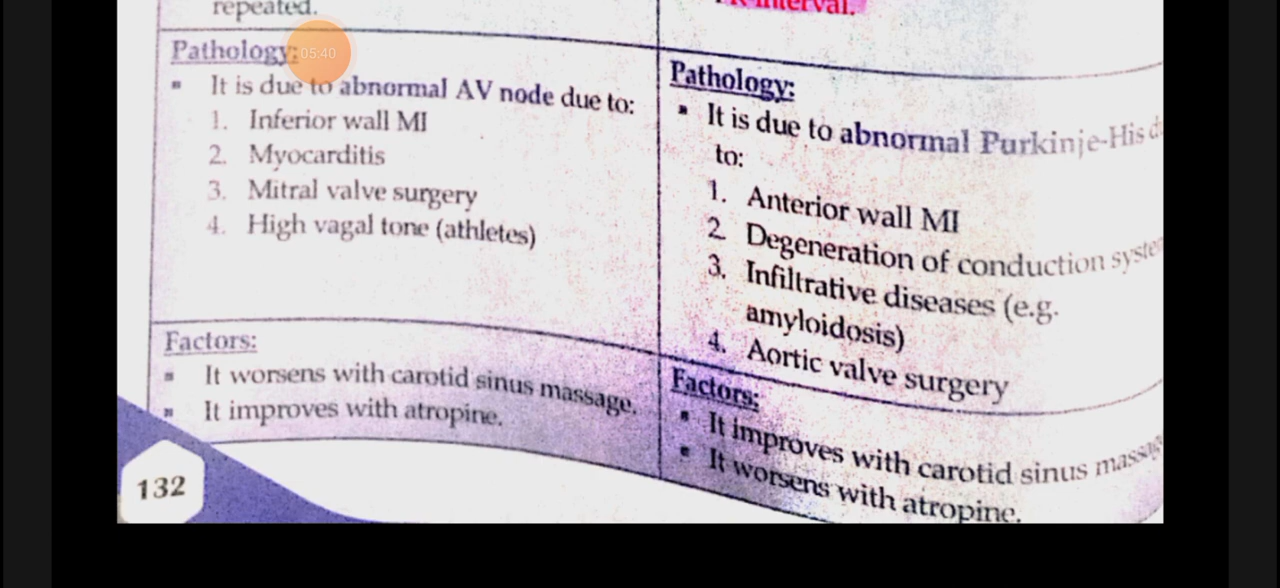 repeated.
Pathology:
05:40
▪ It is due to abnormal AV node due to:
1. Inferior wall MI
2. Myocarditis
3. Mitral valve surgery
4. High vagal tone (athletes)
Factors:
▪ It worsens with carotid sinus massage.
▪ It improves with atropine.
132
interval.
Pathology:
▪ It is due to abnormal Purkinje-His
to:
1. Anterior wall MI
2. Degeneration of conduction
3. Infiltrative diseases (e.g.
amyloidosis)
4. Aortic valve surgery
Factors:
▪ It improves with carotid sinus
▪ It worsens with atropine.